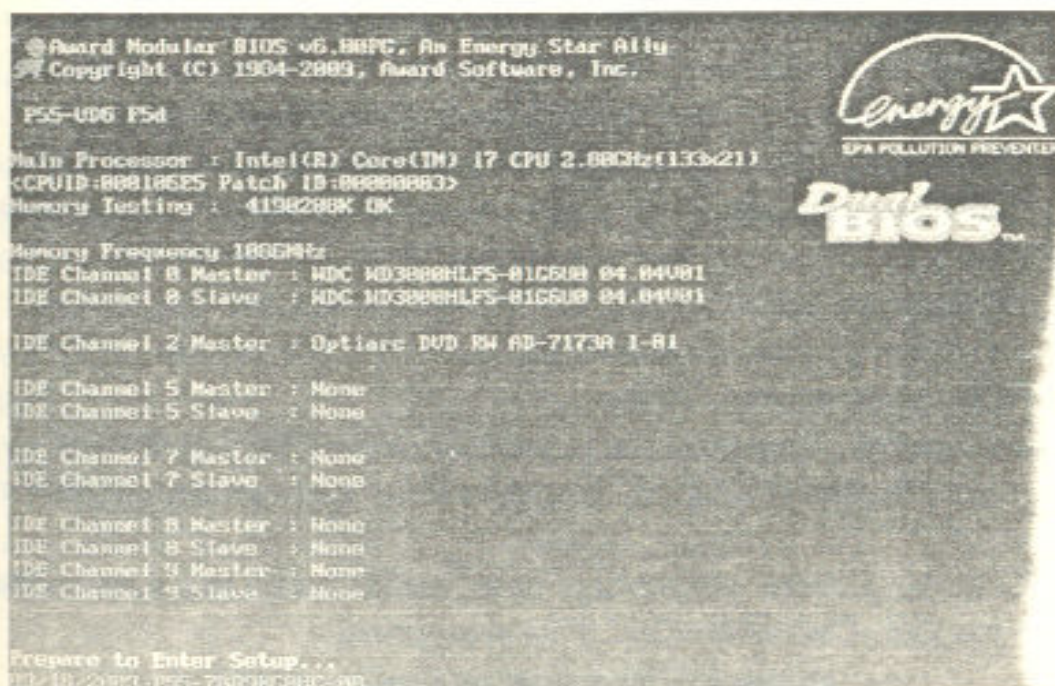 Award Modular BIOS v6.00PG, An Energy Star Ally
Copyright (C) 1984-2009, Award Software, Inc.
P55-UD6 F5d
Main Processor : Intel(R) Core(TM) i7 CPU 2.80GHz(133x21)
<CPUID:000106E5 Patch ID:00000003>
Memory Testing : 4190208K OK
Memory Frequency 1066MHz
IDE Channel 0 Master : WDC WD3000HLFS-01G6U0 04.04V01
IDE Channel 0 Slave : WDC WD3000HLFS-01G6U0 04.04V01
IDE Channel 2 Master : Optiarc DVD RW AD-7173A 1-01
IDE Channel 5 Master : None
IDE Channel 5 Slave : None
IDE Channel 7 Master : None
IDE Channel 7 Slave : None
IDE Channel 8 Master : None
IDE Channel 8 Slave : None
IDE Channel 9 Master : None
IDE Channel 9 Slave : None
Prepare to Enter Setup...
energy
EPA POLLUTION PREVENTER
Dual
BIOS™